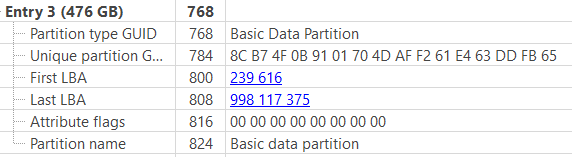 Entry 3 (476 GB) 768
Partition type GUID 768 Basic Data Partition
Unique partition G... 784 8C B7 4F 0B 91 01 70 4D AF F2 61 E4 63 DD FB 65
First LBA 800 239 616
Last LBA 808 998 117 375
Attribute flags 816 00 00 00 00 00 00 00 00
Partition name 824 Basic data partition